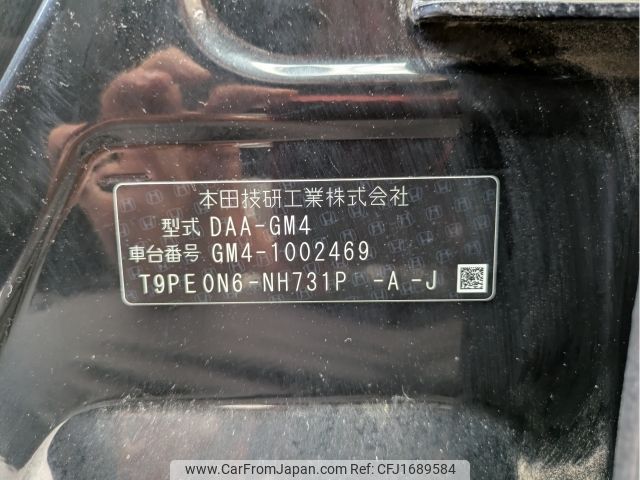 本田技研工業株式会社
型式 DAA-GM4
車台番号 GM4-1002469
T9PE0N6-NH731P -A-J
www.CarFromJapan.com | Ref No: CFJ1689584